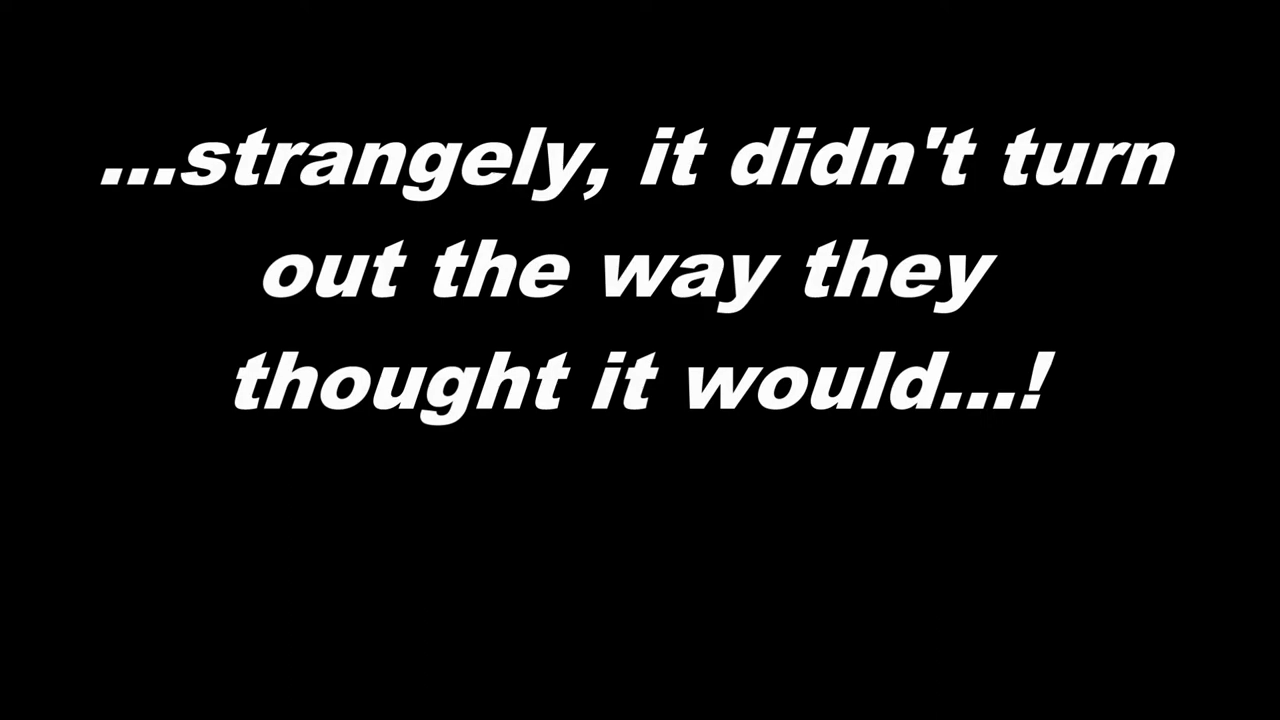 ...strangely, it didn't turn
out the way they
thought it would...!